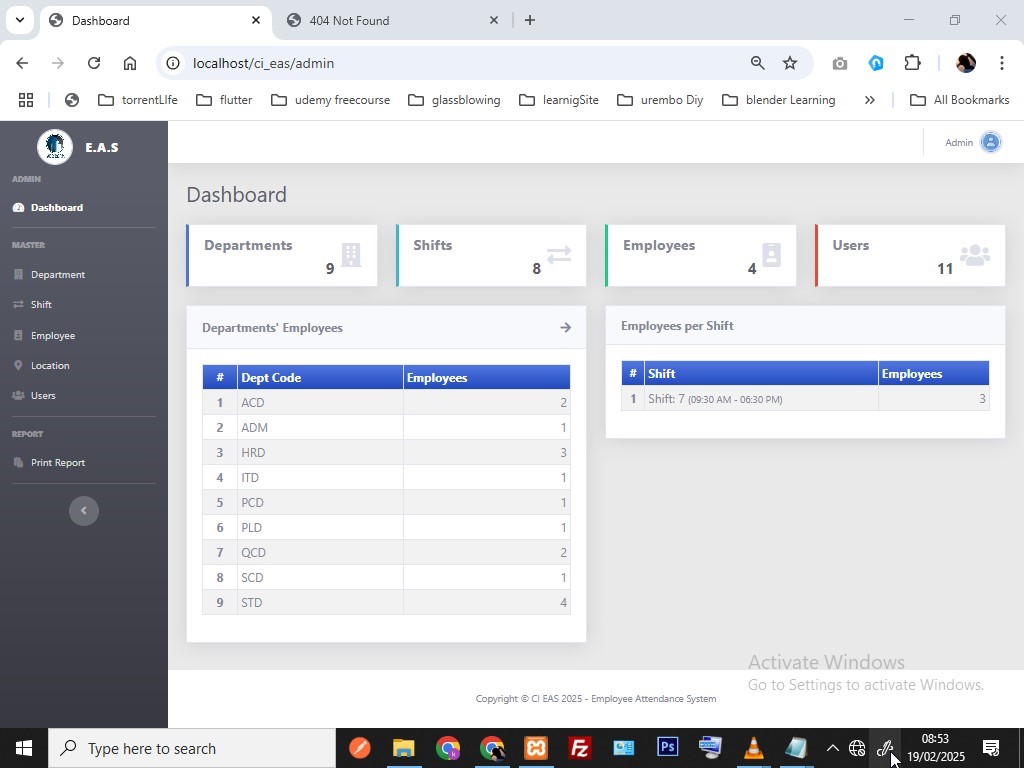 Dashboard
404 Not Found
localhost/ci_eas/admin
torrentLIfe
flutter
udemy freecourse
glassblowing
learnigSite
urembo Diy
blender Learning
All Bookmarks
E.A.S
Admin
ADMIN
Dashboard
MASTER
Department
Shift
Employee
Location
Users
REPORT
Print Report
Dashboard
Departments
9
Shifts
8
Employees
4
Users
11
Departments' Employees
# Dept Code Employees
1 ACD 2
2 ADM 1
3 HRD 3
4 ITD 1
5 PCD 1
6 PLD 1
7 QCD 2
8 SCD 1
9 STD 4
Employees per Shift
# Shift Employees
1 Shift: 7 (09:30 AM - 06:30 PM) 3
Activate Windows
Go to Settings to activate Windows.
Copyright © CI EAS 2025 - Employee Attendance System
Type here to search
Fz
Ps
08:53
19/02/2025